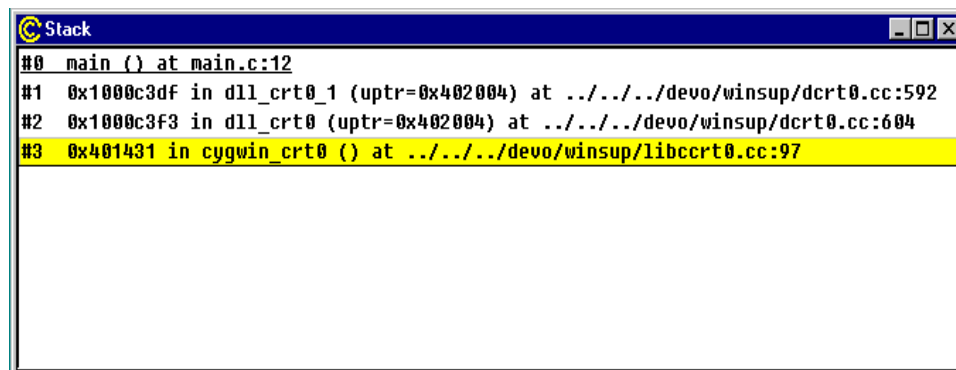 Stack
#0 main () at main.c:12
#1 0x1000c3df in dll_crt0_1 (uptr=0x402004) at ../../../devo/winsup/dcrt0.cc:592
#2 0x1000c3f3 in dll_crt0 (uptr=0x402004) at ../../../devo/winsup/dcrt0.cc:604
#3 0x401431 in cygwin_crt0 () at ../../../devo/winsup/libccrt0.cc:97